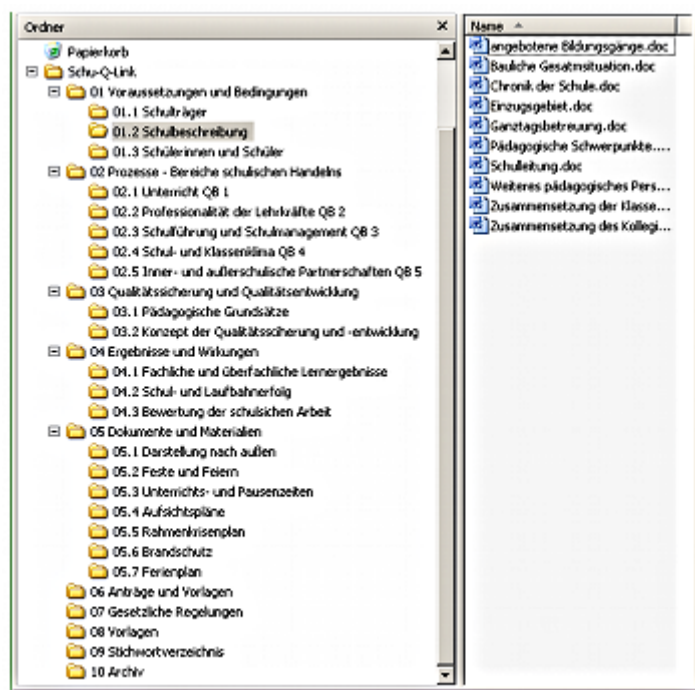 Ordner
Papierkorb
Schu-Q-Link
01 Voraussetzungen und Bedingungen
01.1 Schulträger
01.2 Schulbeschreibung
01.3 Schülerinnen und Schüler
02 Prozesse - Bereiche schulischen Handelns
02.1 Unterricht QB 1
02.2 Professionalität der Lehrkräfte QB 2
02.3 Schulführung und Schulmanagement QB 3
02.4 Schul- und Klassenklima QB 4
02.5 Inner- und außerschulische Partnerschaften QB 5
03 Qualitätssicherung und Qualitätsentwicklung
03.1 Pädagogische Grundsätze
03.2 Konzept der Qualitätssciherung und -entwicklung
04 Ergebnisse und Wirkungen
04.1 Fachliche und überfachliche Lernergebnisse
04.2 Schul- und Laufbahnerfolg
04.3 Bewertung der schulsichen Arbeit
05 Dokumente und Materialien
05.1 Darstellung nach außen
05.2 Feste und Feiern
05.3 Unterrichts- und Pausenzeiten
05.4 Aufsichtspläne
05.5 Rahmenkrisenplan
05.6 Brandschutz
05.7 Ferienplan
06 Anträge und Vorlagen
07 Gesetzliche Regelungen
08 Vorlagen
09 Stichwortverzeichnis
10 Archiv
Name
angebotene Bildungsgänge.doc
Bauliche Gesatmsituation.doc
Chronik der Schule.doc
Einzugsgebiet.doc
Ganztagsbetreuung.doc
Pädagogische Schwerpunkte....
Schulleitung.doc
Weiteres pädagogisches Pers...
Zusammensetzung der Klasse...
Zusammensetzung des Kollegi...